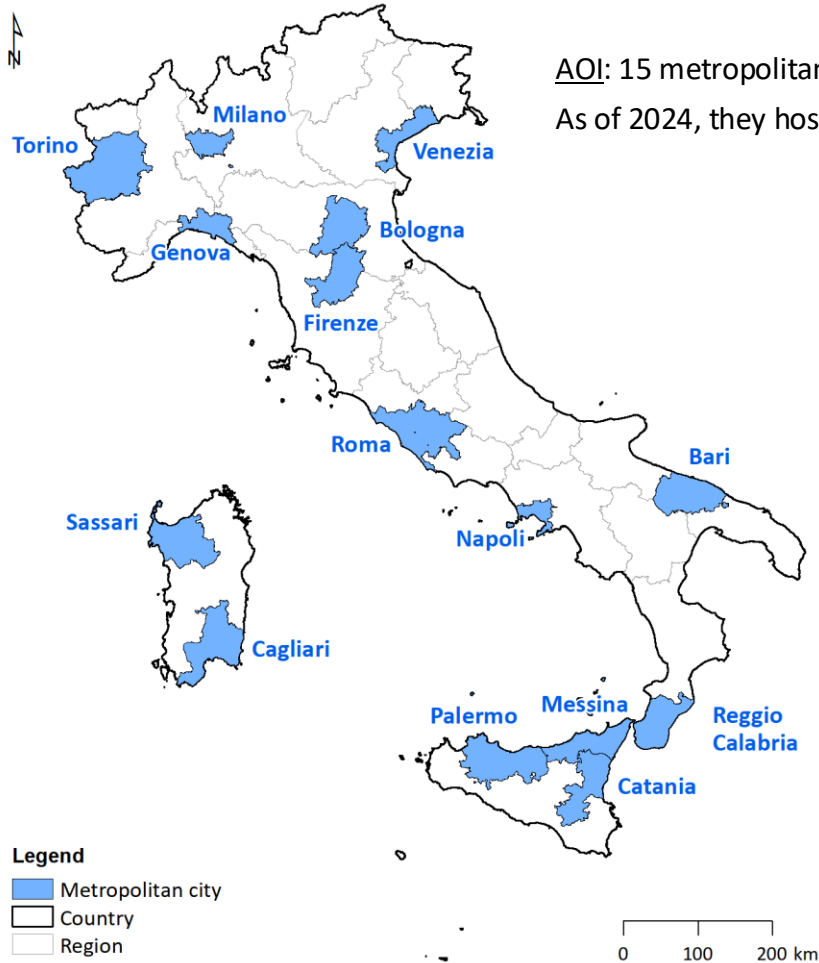 N
AOI: 15 metropolitan
As of 2024, they
Milano
Torino
Venezia
Bologna
Genova
Firenze
Roma
Bari
Sassari
Napoli
Cagliari
Messina
Palermo
Reggio
Calabria
Catania
Legend
Metropolitan city
Country
Region
0 100 200 km